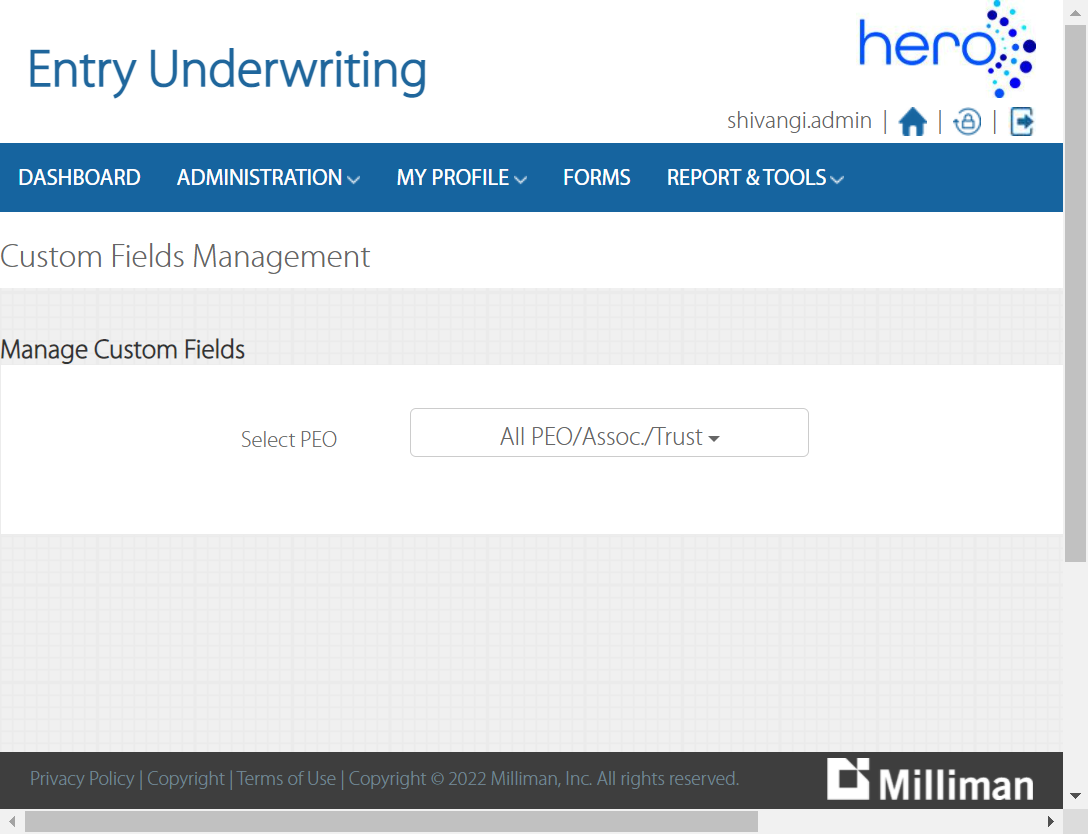 hero
Entry Underwriting
shivangi.admin | | |
DASHBOARD ADMINISTRATION MY PROFILE FORMS REPORT & TOOLS
Custom Fields Management
Manage Custom Fields
Select PEO All PEO/Assoc./Trust
Privacy Policy | Copyright | Terms of Use | Copyright © 2022 Milliman, Inc. All rights reserved. Milliman